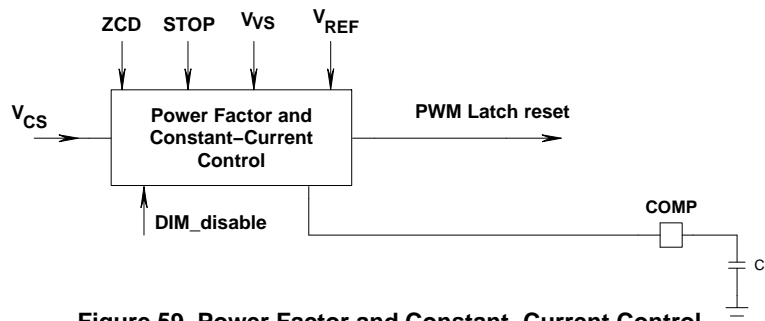 ZCD STOP VVS VREF
VCS
Power Factor and
Constant–Current
Control
PWM Latch reset
DIM_disable
COMP
C
Figure 59. Power Factor and Constant–Current Control